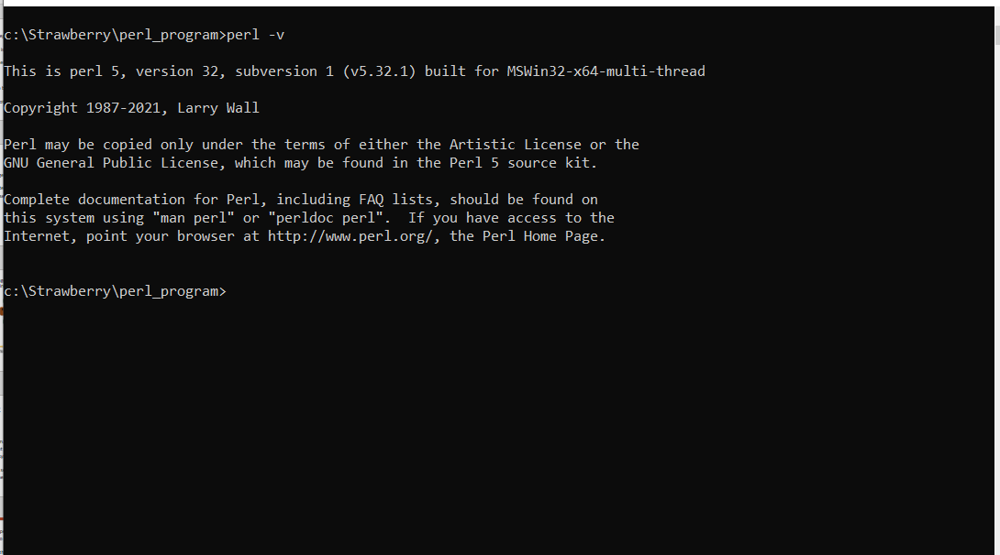 c:\Strawberry\perl_program>perl -v
This is perl 5, version 32, subversion 1 (v5.32.1) built for MSWin32-x64-multi-thread
Copyright 1987-2021, Larry Wall
Perl may be copied only under the terms of either the Artistic License or the
GNU General Public License, which may be found in the Perl 5 source kit.
Complete documentation for Perl, including FAQ lists, should be found on
this system using "man perl" or "perldoc perl".  If you have access to the
Internet, point your browser at http://www.perl.org/, the Perl Home Page.
c:\Strawberry\perl_program>